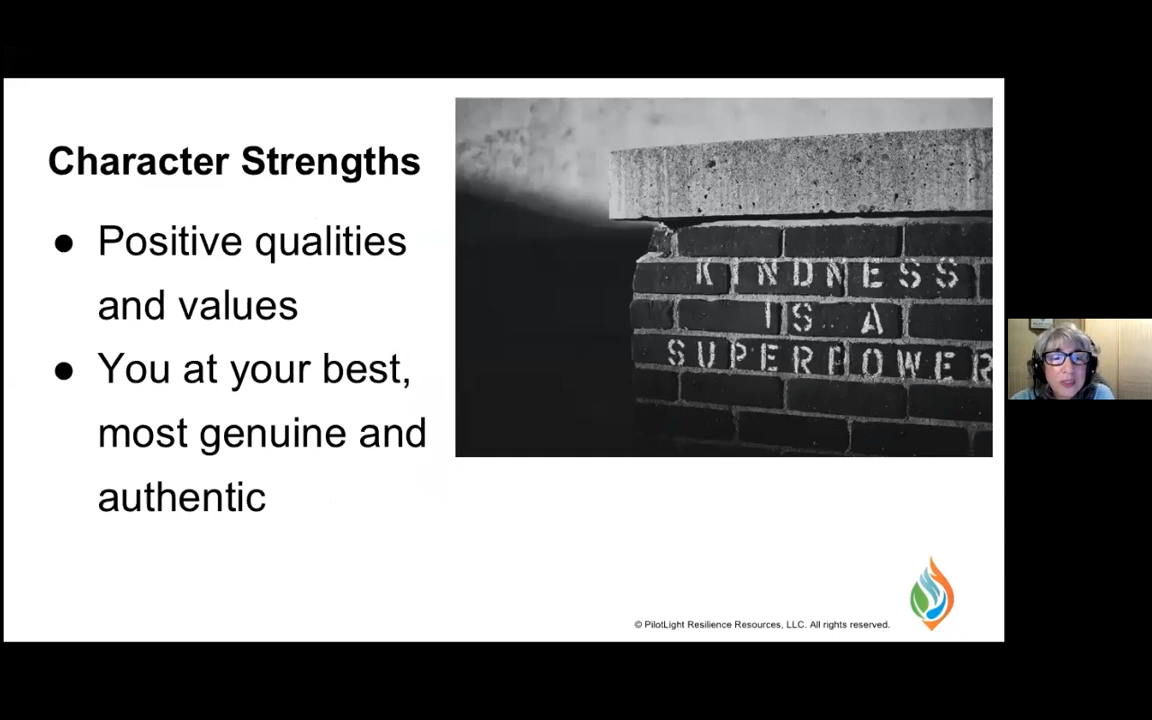 Character Strengths
● Positive qualities
and values
● You at your best,
most genuine and
authentic
KINDNESS
IS A
SUPERPOWER
© PilotLight Resilience Resources, LLC. All rights reserved.